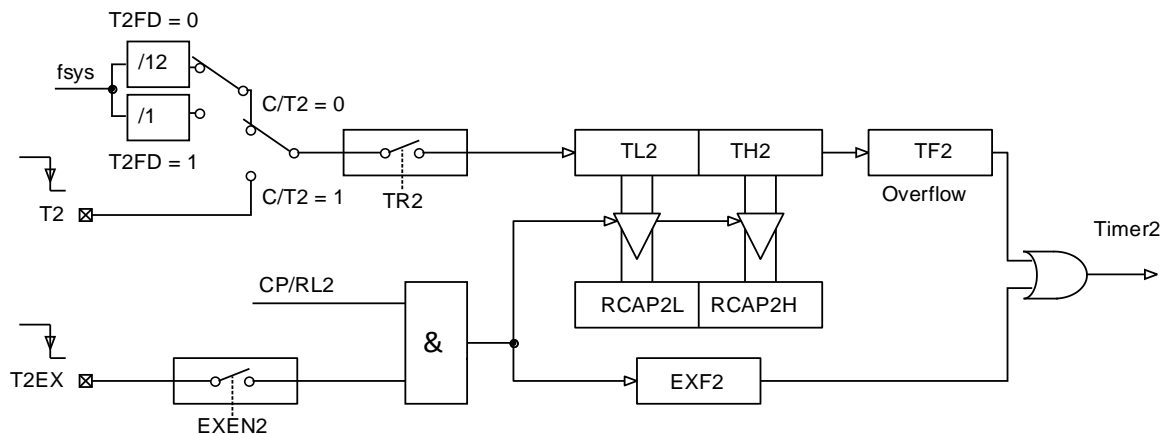 T2FD = 0
/12
fsys
C/T2 = 0
/1
T2FD = 1
TL2
TH2
TF2
C/T2 = 1
TR2
Overflow
T2
Timer2
CP/RL2
RCAP2L
RCAP2H
&
T2EX
EXF2
EXEN2